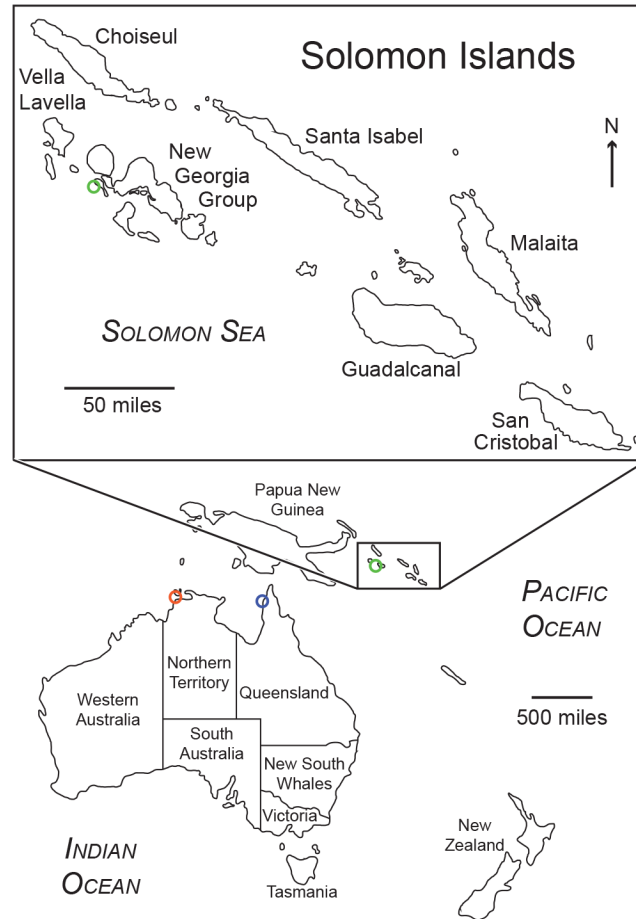 Solomon Islands
Choiseul
Vella
Lavella
New
Georgia
Group
Santa Isabel
N
Malaita
SOLOMON SEA
Guadalcanal
50 miles
San
Cristobal
Papua New
Guinea
PACIFIC
OCEAN
Northern
Territory
Western
Australia
Queensland
500 miles
South
Australia
New South
Whales
Victoria
New
Zealand
INDIAN
OCEAN
Tasmania